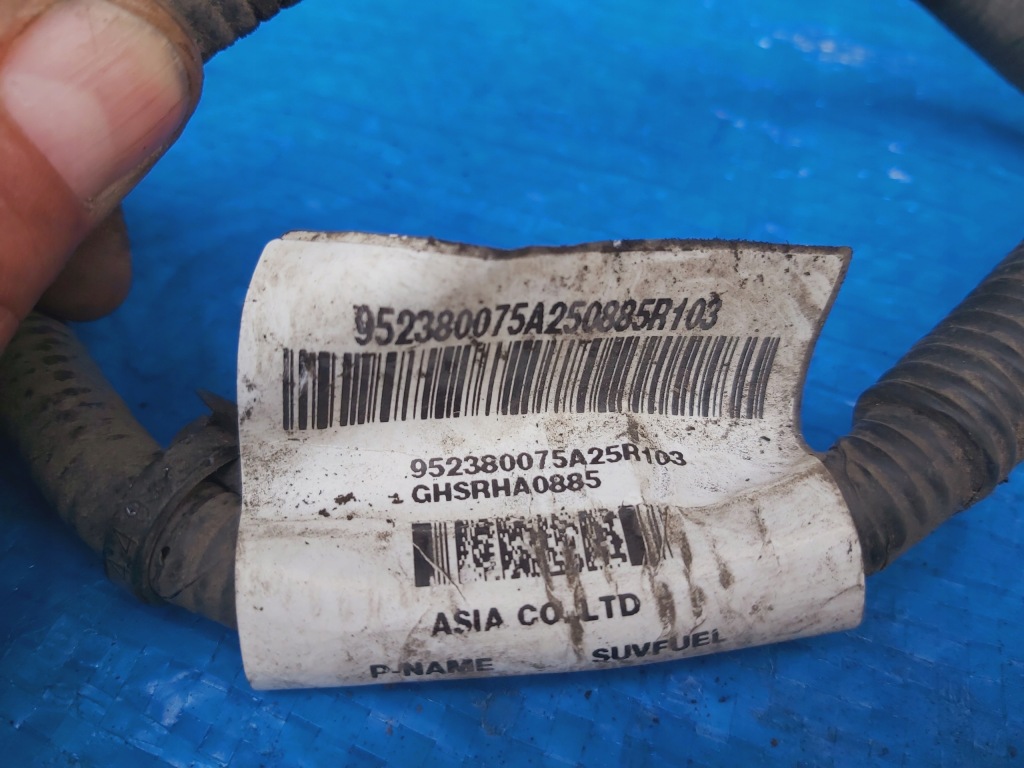 952380075A250885R103
952380075A25R103
GHSRHA0885
ASIA CO.,LTD
P-NAME SUVFUEL